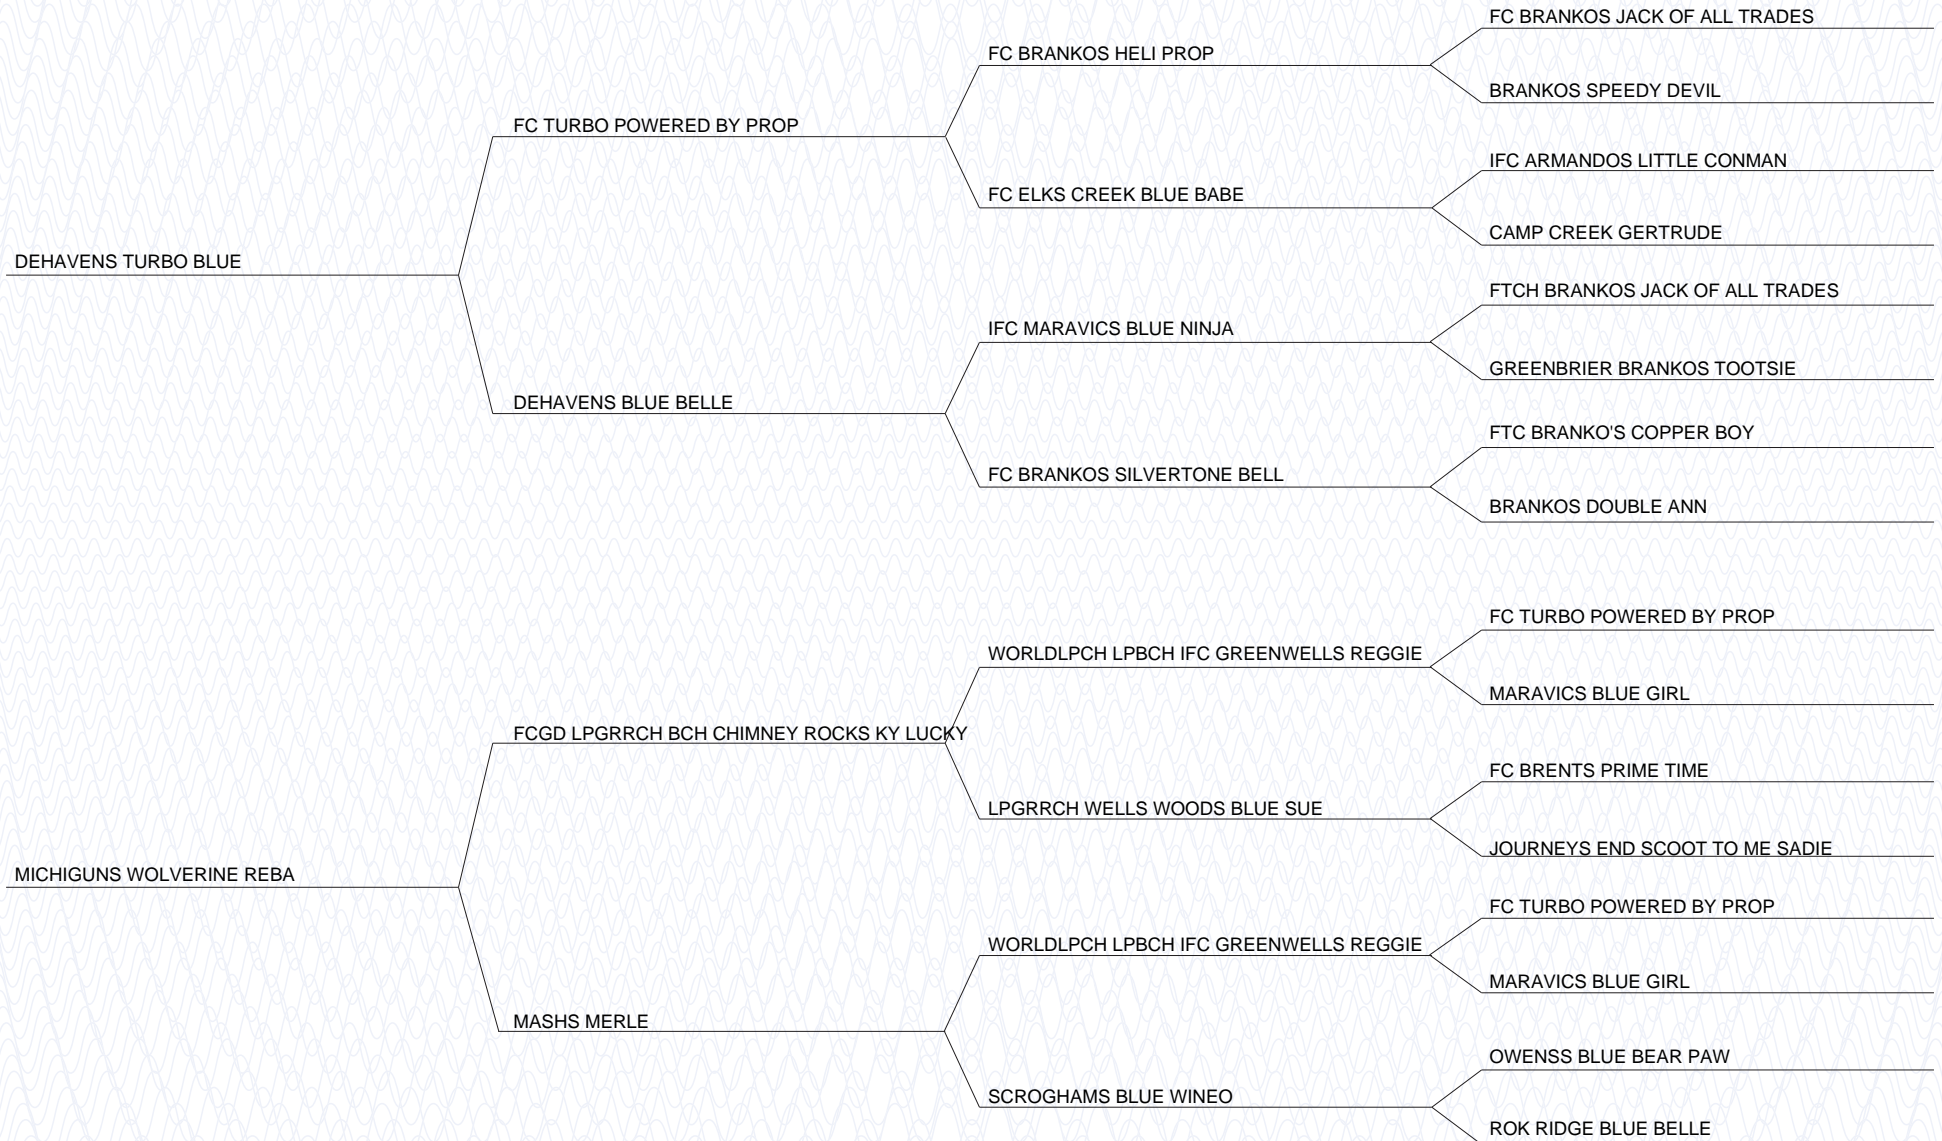 FC BRANKOS JACK OF ALL TRADES
FC BRANKOS HELI PROP
BRANKOS SPEEDY DEVIL
FC TURBO POWERED BY PROP
IFC ARMANDOS LITTLE CONMAN
FC ELKS CREEK BLUE BABE
CAMP CREEK GERTRUDE
DEHAVENS TURBO BLUE
FTCH BRANKOS JACK OF ALL TRADES
IFC MARAVICS BLUE NINJA
GREENBRIER BRANKOS TOOTSIE
DEHAVENS BLUE BELLE
FTC BRANKO'S COPPER BOY
FC BRANKOS SILVERTONE BELL
BRANKOS DOUBLE ANN
FC TURBO POWERED BY PROP
WORLDLPCH LPBCH IFC GREENWELLS REGGIE
MARAVICS BLUE GIRL
FCGD LPGRRCH BCH CHIMNEY ROCKS KY LUCKY
FC BRENTS PRIME TIME
LPGRRCH WELLS WOODS BLUE SUE
JOURNEYS END SCOOT TO ME SADIE
MICHIGUNS WOLVERINE REBA
FC TURBO POWERED BY PROP
WORLDLPCH LPBCH IFC GREENWELLS REGGIE
MARAVICS BLUE GIRL
MASHS MERLE
OWENSS BLUE BEAR PAW
SCROGHAMS BLUE WINEO
ROK RIDGE BLUE BELLE